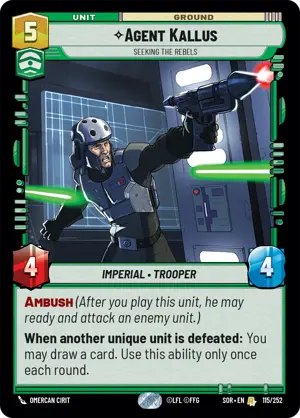 UNIT
GROUND
5
✧AGENT KALLUS
SEEKING THE REBELS
4
4
IMPERIAL • TROOPER
AMBUSH (After you play this unit, he may
ready and attack an enemy unit.)
When another unique unit is defeated: You
may draw a card. Use this ability only once
each round.
OMERCAN CIRIT
©LFL ©FFG
SOR • EN R 115/252